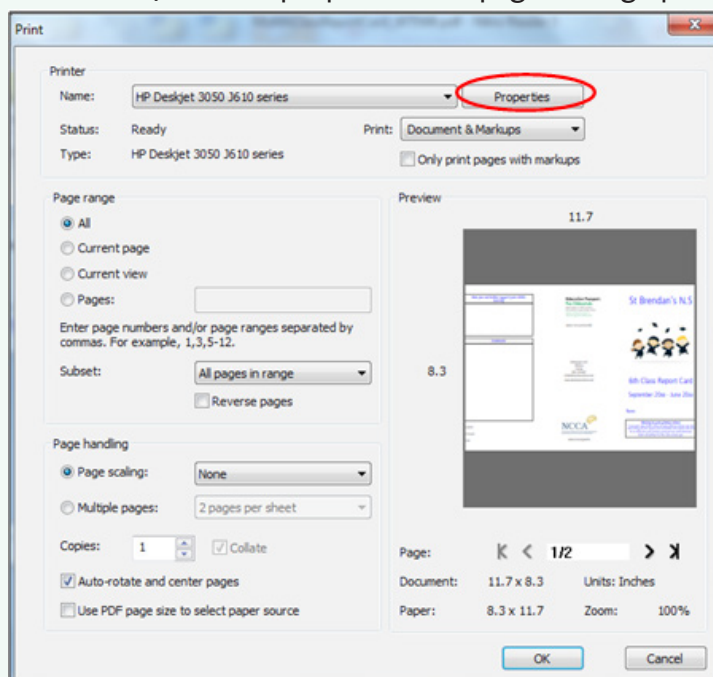 Print
Printer
Name: HP Deskjet 3050 J610 series Properties
Status: Ready Print: Document & Markups
Type: HP Deskjet 3050 J610 series Only print pages with markups
Page range
All
Current page
Current view
Pages:
Enter page numbers and/or page ranges separated by
commas. For example, 1,3,5-12.
Subset: All pages in range
Reverse pages
Page handling
Page scaling: None
Multiple pages: 2 pages per sheet
Copies: 1 Collate
Auto-rotate and center pages
Use PDF page size to select paper source
Preview
11.7
8.3
St Brendan's N.S
6th Class Report Card
NCCA
Page: 1/2
Document: 11.7 x 8.3 Units: Inches
Paper: 8.3 x 11.7 Zoom: 100%
OK Cancel